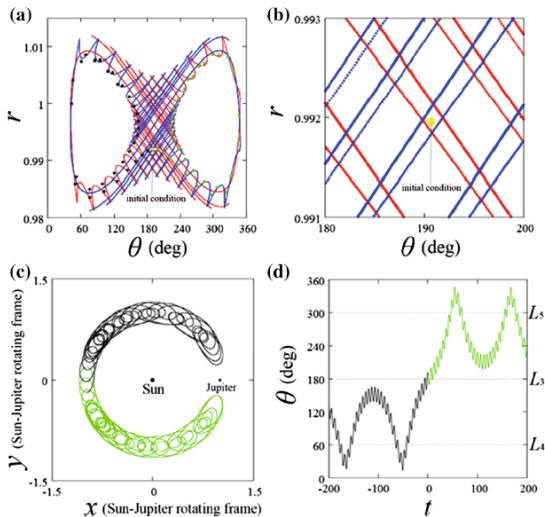 (a)
1.01
r
1
0.99
initial condition
0.98
0 60 120 180 240 300 360
θ (deg)
(b)
0.993
r
0.992
initial condition
0.991
180 190 200
θ (deg)
(c)
1.5
y (Sun-Jupiter rotating frame)
0
Sun
Jupiter
-1.5
-1.5 0 1.5
x (Sun-Jupiter rotating frame)
(d)
360
300
L5
240
θ (deg)
180
L3
120
60
L4
0
-200 -100 0 100 200
t